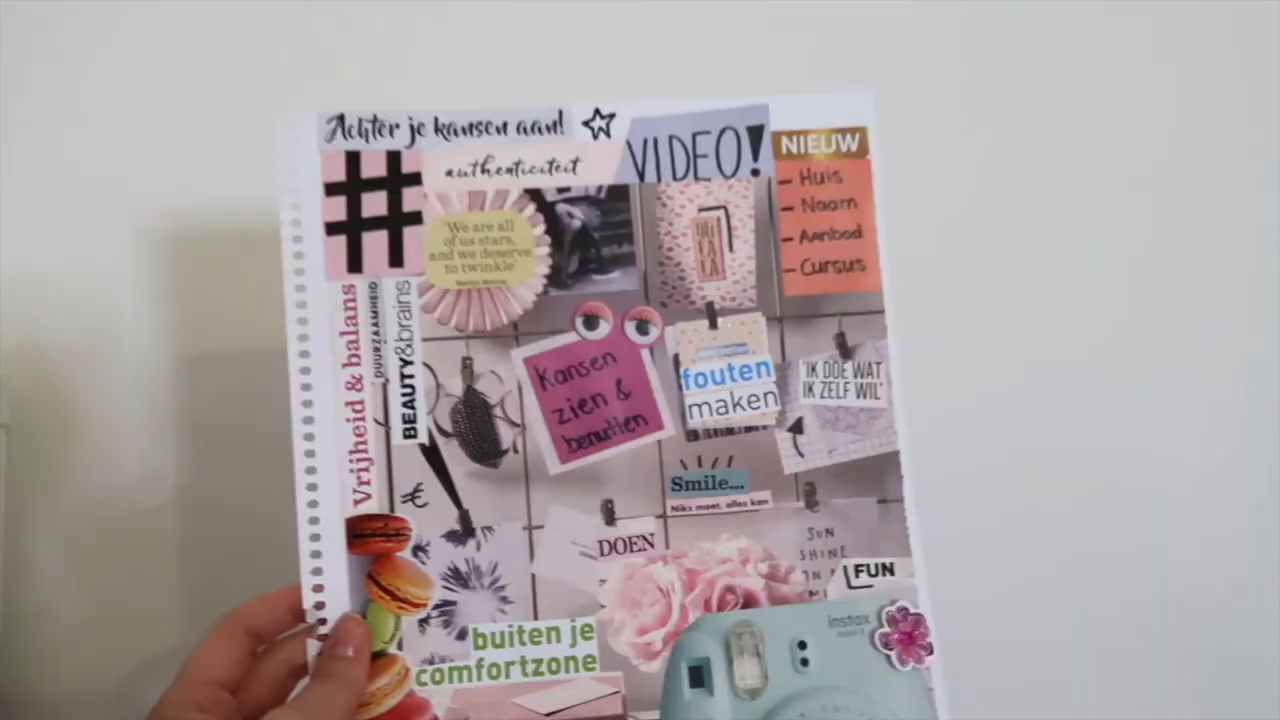 Achter je kansen aan!
VIDEO!
NIEUW
authenticiteit
#
- Huis
- Naam
- Aanbod
- Cursus
'We are all
of us stars,
and we deserve
to twinkle'
Vrijheid & balans
DUURZAAMHEID
BEAUTY&brains
Kansen
zien &
benutten
fouten
maken
'IK DOE WAT
IK ZELF WIL'
€
Smile...
Niks moet, alles kan
DOEN
SUN
SHINE
FUN
buiten je
comfortzone
instax